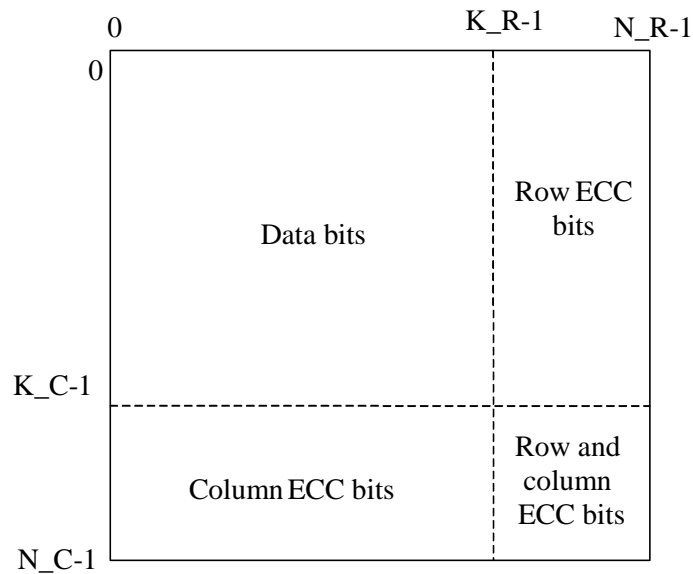 0
K_R-1
N_R-1
0
Row ECC
bits
Data bits
K_C-1
Row and
column
ECC bits
Column ECC bits
N_C-1